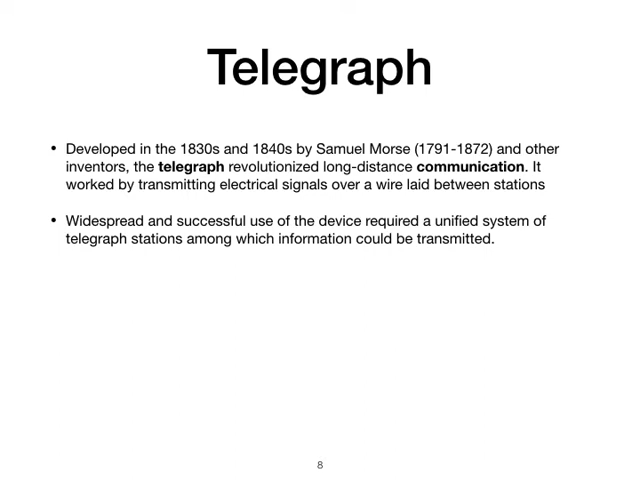 Telegraph
• Developed in the 1830s and 1840s by Samuel Morse (1791-1872) and other
inventors, the telegraph revolutionized long-distance communication. It
worked by transmitting electrical signals over a wire laid between stations
• Widespread and successful use of the device required a unified system of
telegraph stations among which information could be transmitted.
8